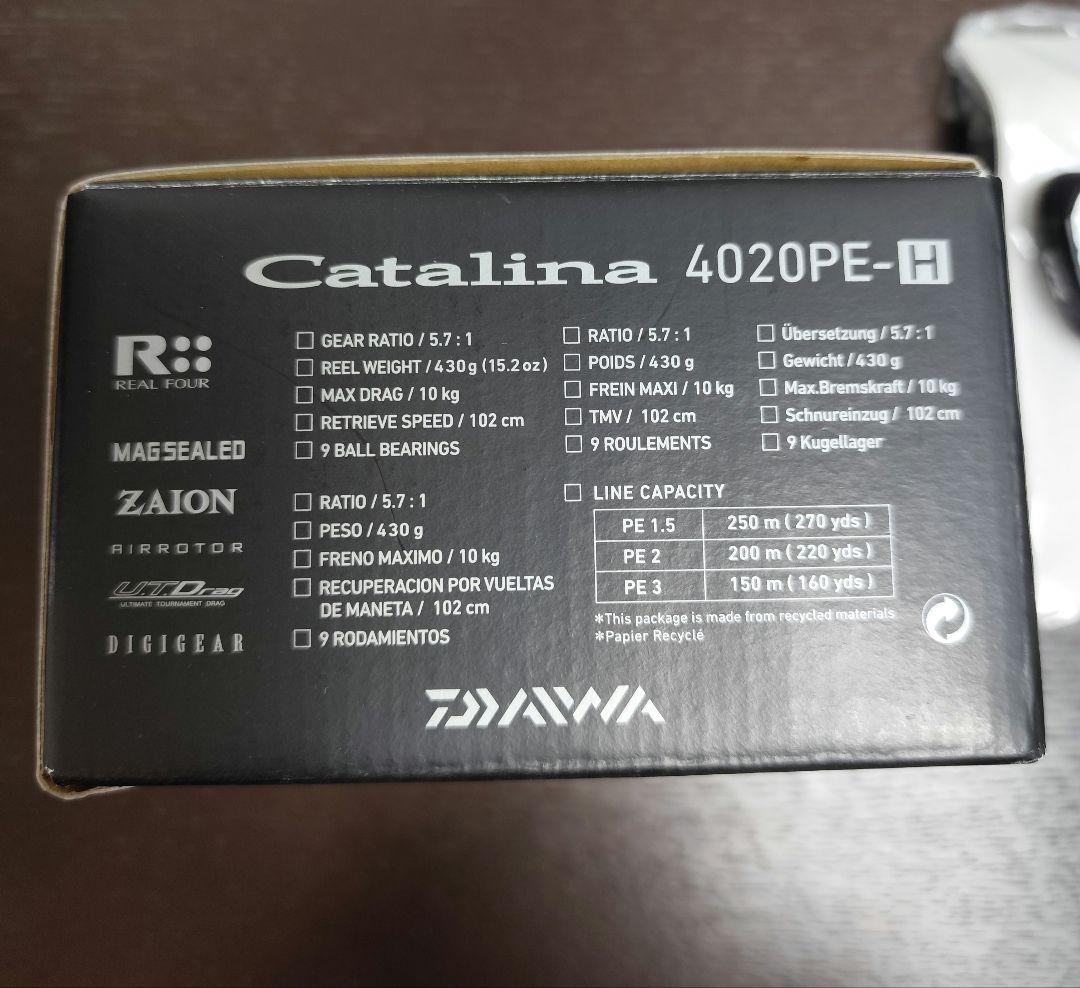 Catalina 4020PE-H
R
REAL FOUR
MAGSEALED
ZAION
AIRROTOR
U.T.Drag
ULTIMATE TOURNAMENT DRAG
DIGIGEAR
GEAR RATIO / 5.7 : 1
REEL WEIGHT / 430 g (15.2 oz)
MAX DRAG / 10 kg
RETRIEVE SPEED / 102 cm
9 BALL BEARINGS
RATIO / 5.7 : 1
POIDS / 430 g
FREIN MAXI / 10 kg
TMV / 102 cm
9 ROULEMENTS
Übersetzung / 5.7 : 1
Gewicht / 430 g
Max.Bremskraft / 10 kg
Schnureinzug / 102 cm
9 Kugellager
RATIO / 5.7 : 1
PESO / 430 g
FRENO MAXIMO / 10 kg
RECUPERACION POR VUELTAS
DE MANETA / 102 cm
9 RODAMIENTOS
LINE CAPACITY
PE 1.5 250 m ( 270 yds )
PE 2 200 m ( 220 yds )
PE 3 150 m ( 160 yds )
*This package is made from recycled materials
*Papier Recyclé
DAIWA